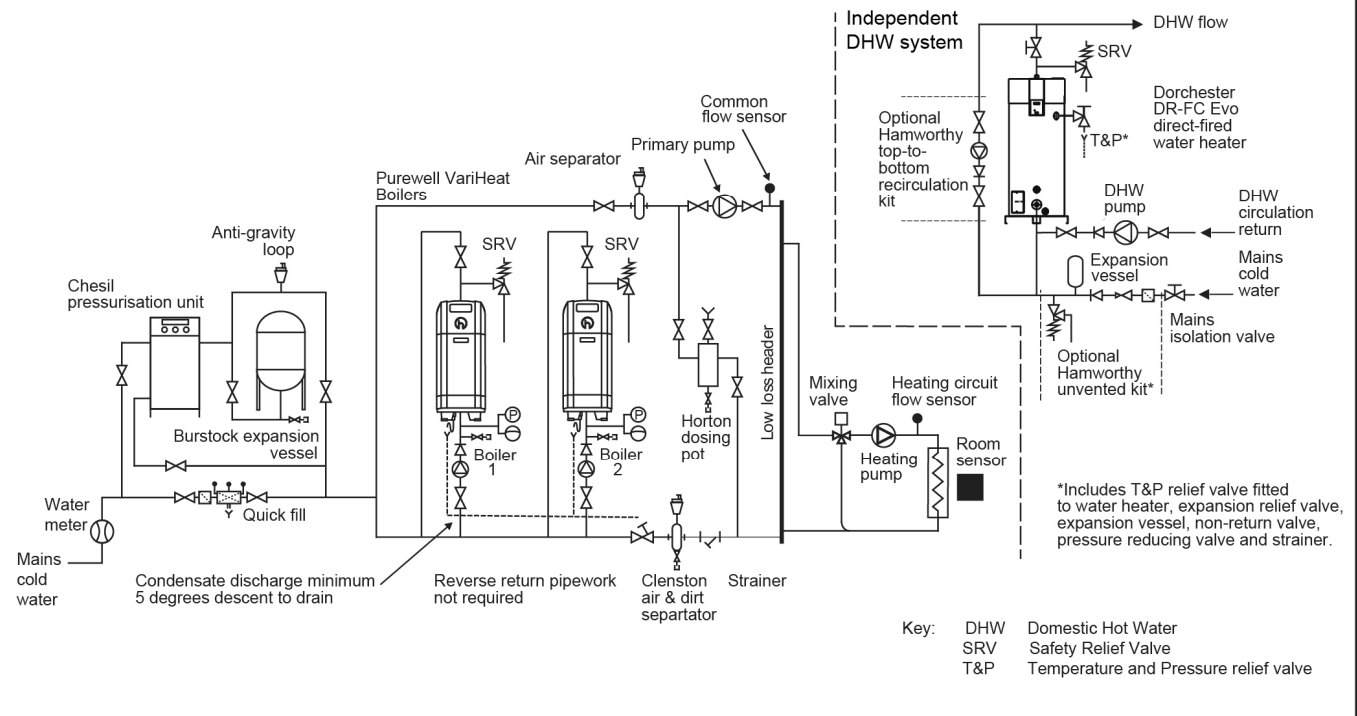 Independent
DHW system
DHW flow
SRV
Dorchester
DR-FC Evo
direct-fired
water heater
T&P*
Optional
Hamworthy
top-to-
bottom
recirculation
kit
DHW
pump
DHW
circulation
return
Expansion
vessel
Mains
cold
water
Mains
isolation valve
Optional
Hamworthy
unvented kit*
Common
flow sensor
Primary pump
Air separator
Purewell VariHeat
Boilers
SRV
SRV
Anti-gravity
loop
Chesil
pressurisation unit
Burstock expansion
vessel
P
Boiler
1
P
Boiler
2
Horton
dosing
pot
Low loss header
Mixing
valve
Heating circuit
flow sensor
Heating
pump
Room
sensor
Water
meter
Quick fill
Mains
cold
water
Condensate discharge minimum
5 degrees descent to drain
Reverse return pipework
not required
Clenston
air & dirt
separtator
Strainer
*Includes T&P relief valve fitted
to water heater, expansion relief valve,
expansion vessel, non-return valve,
pressure reducing valve and strainer.
Key: DHW Domestic Hot Water
SRV Safety Relief Valve
T&P Temperature and Pressure relief valve